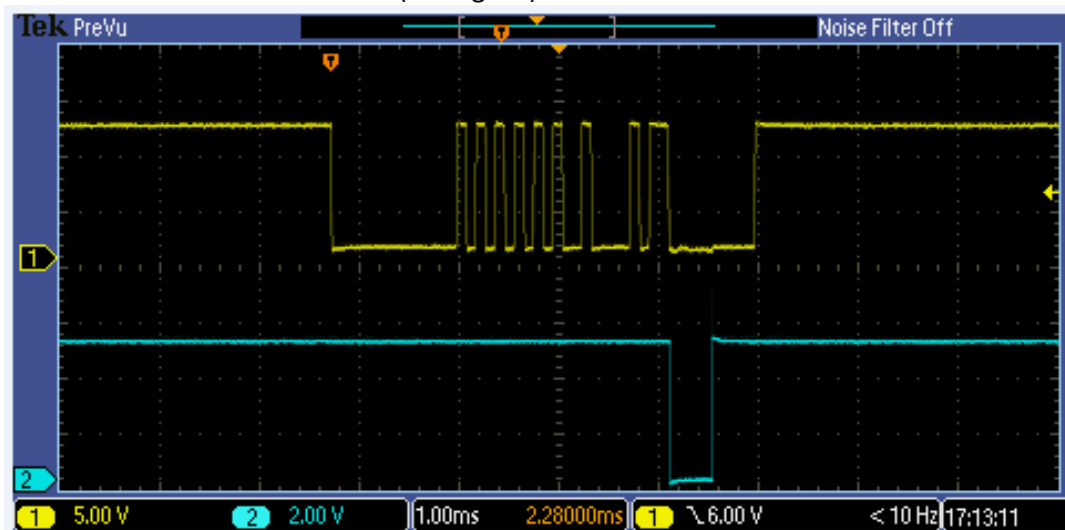 Tek PreVu Noise Filter Off
T
T
1
2
1 5.00 V 2 2.00 V 1.00ms 2.28000ms 1 \ 6.00 V < 10 Hz 17:13:11